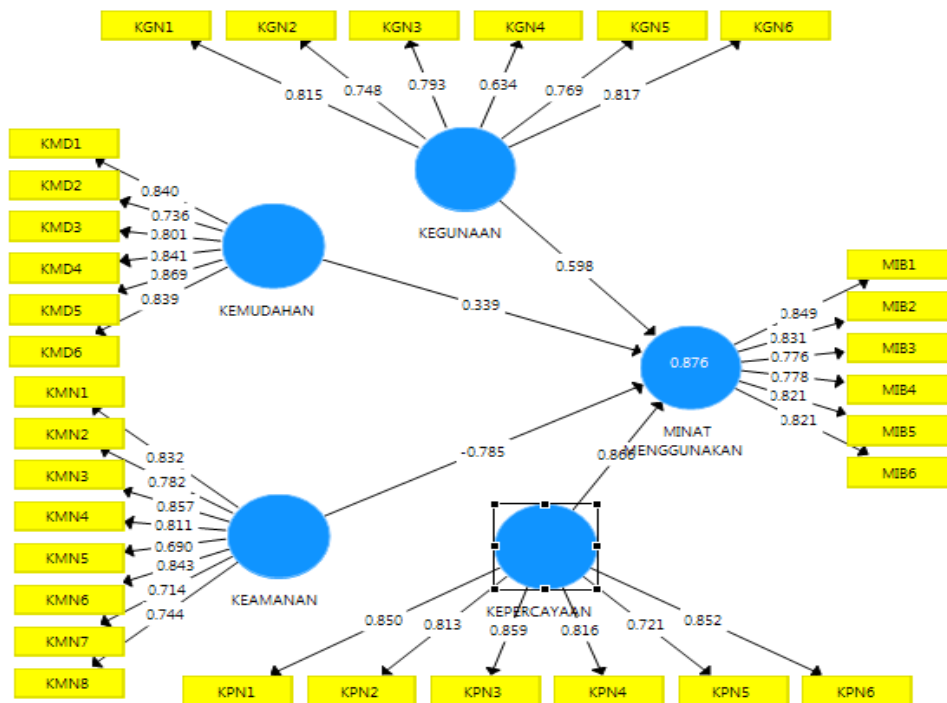 KGN1 KGN2 KGN3 KGN4 KGN5 KGN6
0.815 0.748 0.793 0.634 0.769 0.817
KEGUNAAN
KMD1
KMD2
KMD3
KMD4
KMD5
KMD6
0.840
0.736
0.801
0.841
0.869
0.839
KEMUDAHAN
0.598
0.339
MIB1
MIB2
MIB3
MIB4
MIB5
MIB6
0.849
0.831
0.776
0.778
0.821
0.821
0.876
MINAT
MENGGUNAKAN
KMN1
KMN2
KMN3
KMN4
KMN5
KMN6
KMN7
KMN8
0.832
0.782
0.857
0.811
0.690
0.843
0.714
0.744
KEAMANAN
-0.785
0.866
KEPERCAYAAN
0.850 0.813 0.859 0.816 0.721 0.852
KPN1 KPN2 KPN3 KPN4 KPN5 KPN6